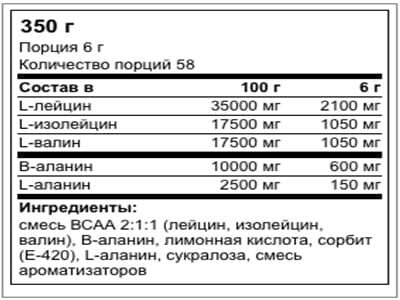 350 г
Порция 6 г
Количество порций 58
Состав в 100 г 6 г
L-лейцин 35000 мг 2100 мг
L-изолейцин 17500 мг 1050 мг
L-валин 17500 мг 1050 мг
В-аланин 10000 мг 600 мг
L-аланин 2500 мг 150 мг
Ингредиенты:
смесь BCAA 2:1:1 (лейцин, изолейцин,
валин), В-аланин, лимонная кислота, сорбит
(Е-420), L-аланин, сукралоза, смесь
ароматизаторов